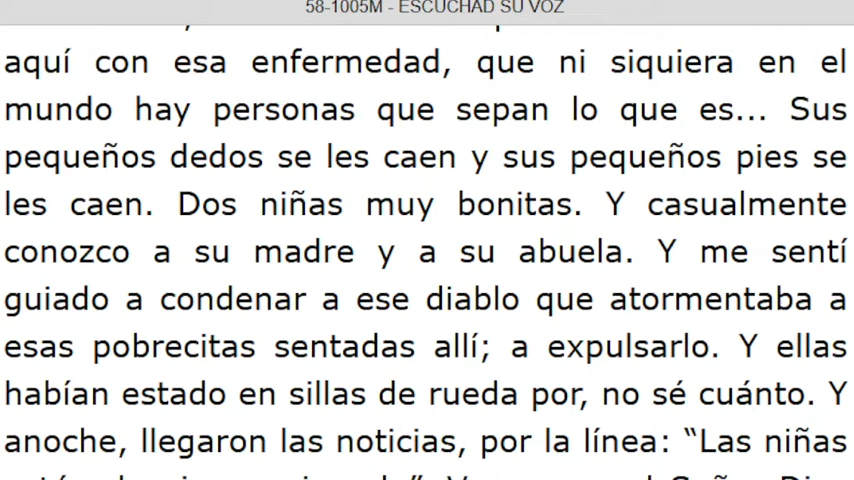 58-1005M - ESCUCHAD SU VOZ
aquí con esa enfermedad, que ni siquiera en el
mundo hay personas que sepan lo que es... Sus
pequeños dedos se les caen y sus pequeños pies se
les caen. Dos niñas muy bonitas. Y casualmente
conozco a su madre y a su abuela. Y me sentí
guiado a condenar a ese diablo que atormentaba a
esas pobrecitas sentadas allí; a expulsarlo. Y ellas
habían estado en sillas de rueda por, no sé cuánto. Y
anoche, llegaron las noticias, por la línea: “Las niñas